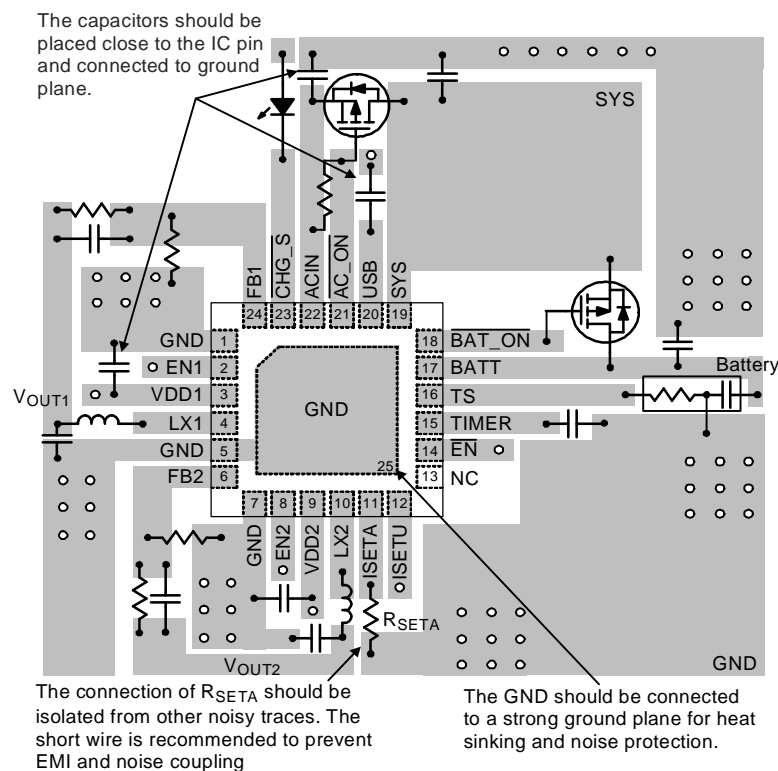 The capacitors should be
placed close to the IC pin
and connected to ground
plane.
SYS
FB1
CHG_S
ACIN
AC_ON
USB
SYS
24
23
22
21
20
19
GND
1
EN1
2
VDD1
3
VOUT1
LX1
4
GND
5
FB2
6
GND
25
18
BAT_ON
17
BATT
Battery
16
TS
15
TIMER
14
EN
13
NC
7
8
9
10
11
12
GND
EN2
VDD2
LX2
ISETA
ISETU
RSETA
VOUT2
GND
The connection of RSETA should be
isolated from other noisy traces. The
short wire is recommended to prevent
EMI and noise coupling
The GND should be connected
to a strong ground plane for heat
sinking and noise protection.